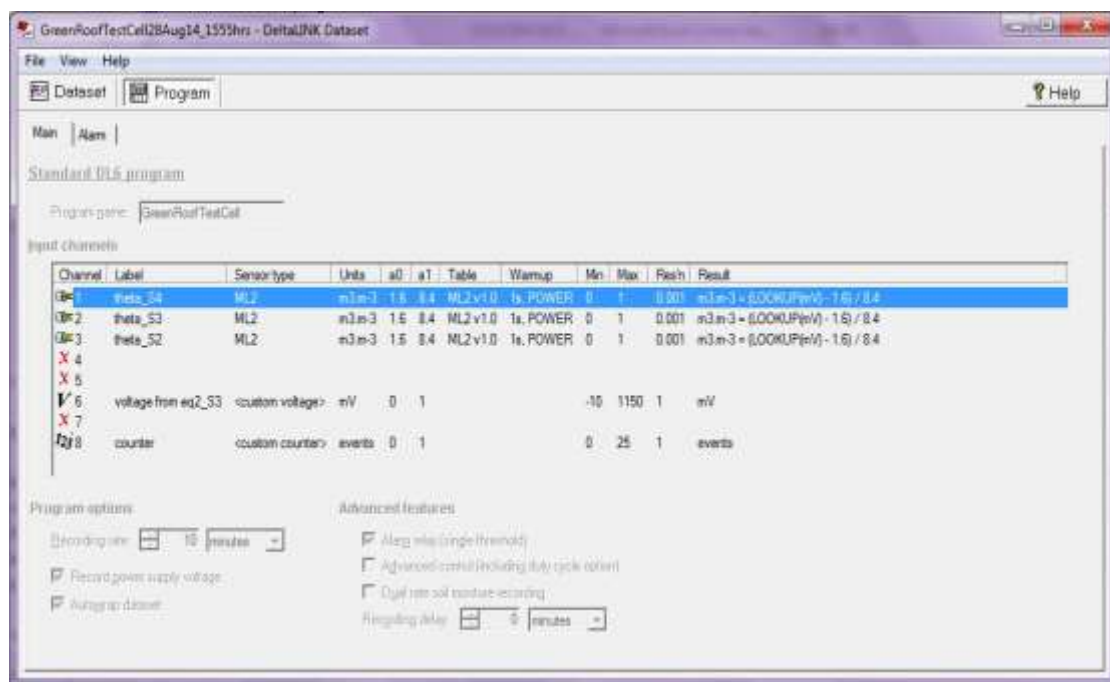 GreenRoofTestCell28Aug14_1555hrs - DeltaLINK Dataset
File View Help
Dataset Program Help
Main Alarm
Standard DL6 program
Program name: GreenRoofTestCell
Input channels
Channel Label Sensor type Units a0 a1 Table Warmup Min Max Res'n Result
1 theta_S4 ML2 m3.m-3 1.6 8.4 ML2 v1.0 1s, POWER 0 1 0.001 m3.m-3 = (LOOKUP(mV) - 1.6) / 8.4
2 theta_S3 ML2 m3.m-3 1.6 8.4 ML2 v1.0 1s, POWER 0 1 0.001 m3.m-3 = (LOOKUP(mV) - 1.6) / 8.4
3 theta_S2 ML2 m3.m-3 1.6 8.4 ML2 v1.0 1s, POWER 0 1 0.001 m3.m-3 = (LOOKUP(mV) - 1.6) / 8.4
X 4
X 5
V 6 voltage from eq2_S3 <custom voltage> mV 0 1 -10 1150 1 mV
X 7
8 counter <custom counter> events 0 1 0 25 1 events
Program options Advanced features
Recording rate: 10 minutes
Alarm relay (single threshold)
Advanced control (including duty cycle option)
Record power supply voltage
Dual rate soil moisture recording
Autowrap dataset
Recycling delay 0 minutes